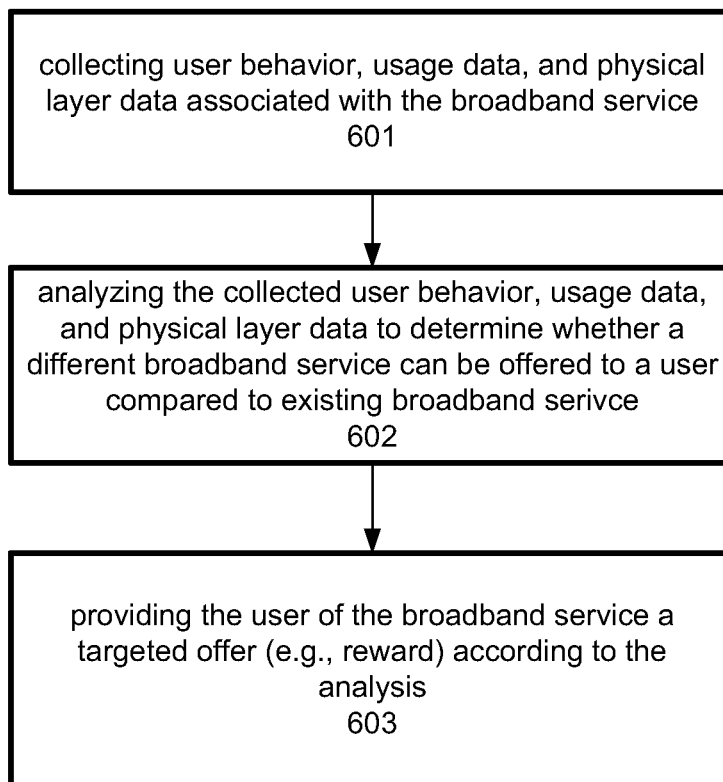 collecting user behavior, usage data, and physical
layer data associated with the broadband service
601
analyzing the collected user behavior, usage data,
and physical layer data to determine whether a
different broadband service can be offered to a user
compared to existing broadband serivce
602
providing the user of the broadband service a
targeted offer (e.g., reward) according to the
analysis
603